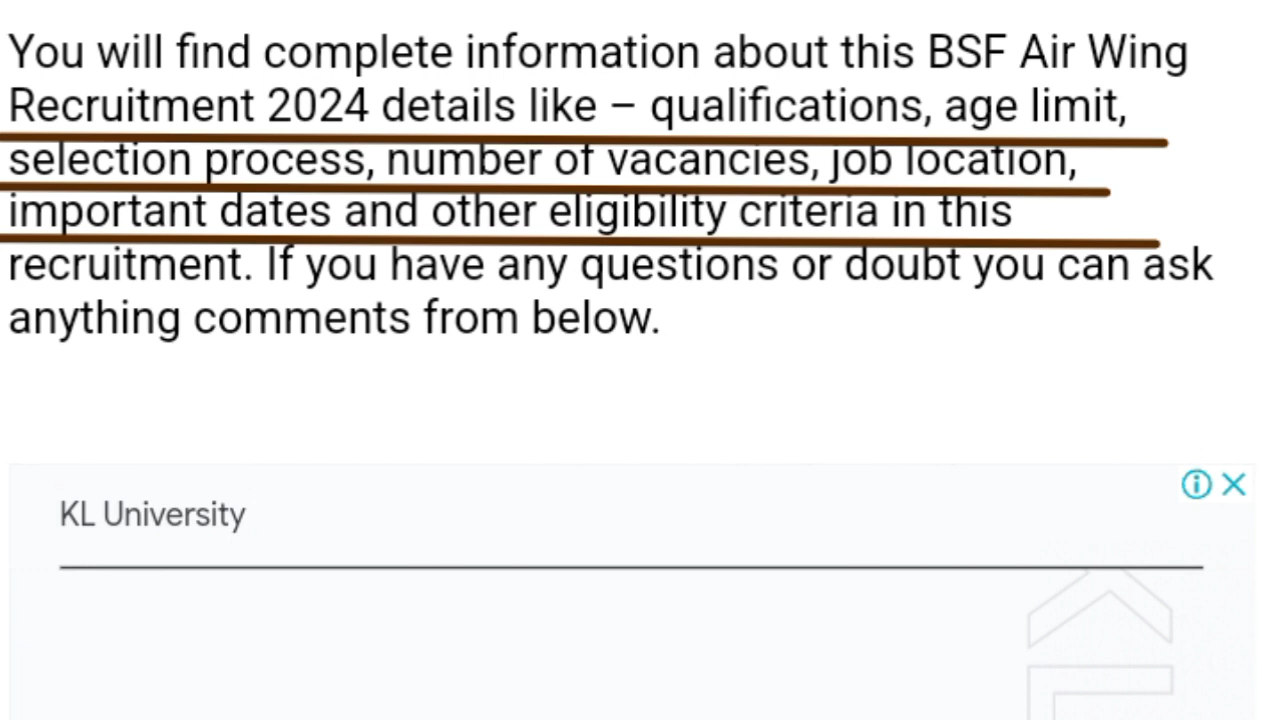 You will find complete information about this BSF Air Wing
Recruitment 2024 details like – qualifications, age limit,
selection process, number of vacancies, job location,
important dates and other eligibility criteria in this
recruitment. If you have any questions or doubt you can ask
anything comments from below.
KL University
KL